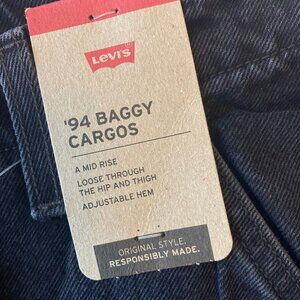 Levi's
'94 BAGGY
CARGOS
A MID RISE
LOOSE THROUGH
THE HIP AND THIGH
ADJUSTABLE HEM
ORIGINAL STYLE.
RESPONSIBLY MADE.